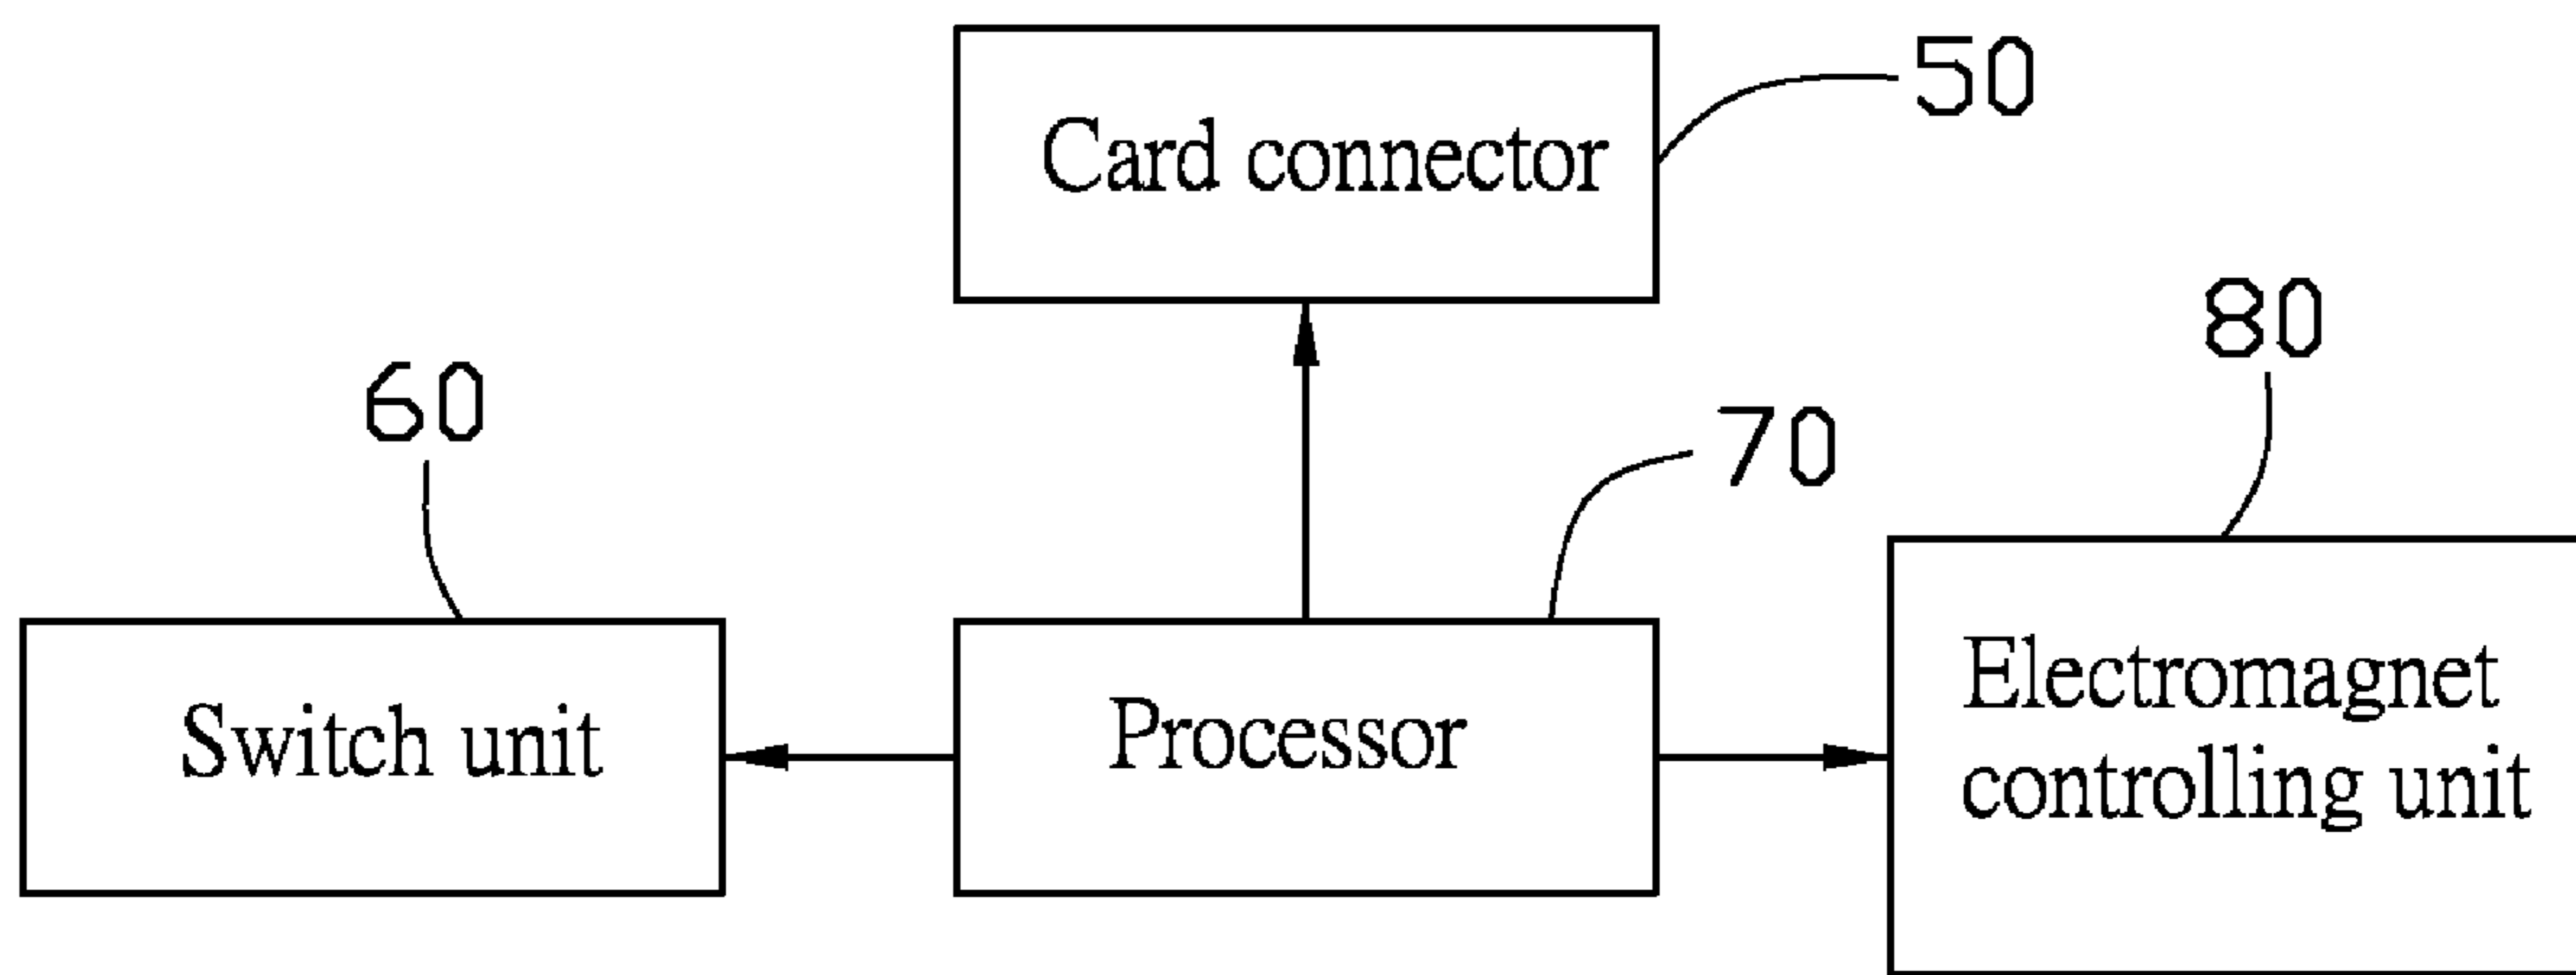 50
Card connector
80
60
70
Switch unit
Processor
Electromagnet
controlling unit